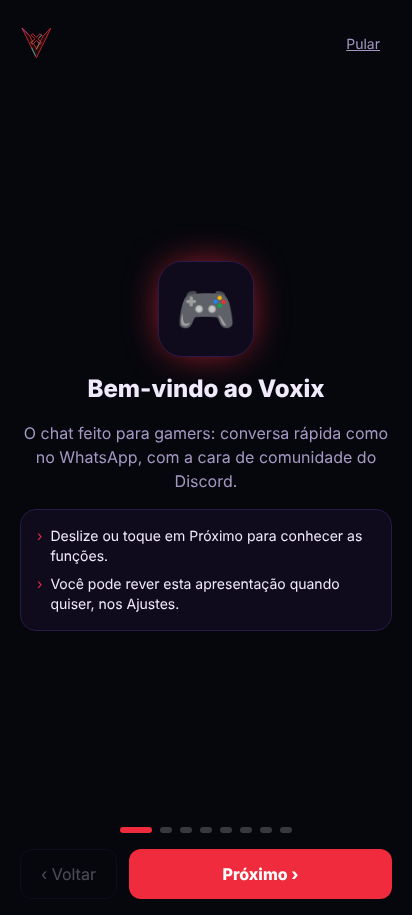 Pular
Bem-vindo ao Voxix
O chat feito para gamers: conversa rápida como
no WhatsApp, com a cara de comunidade do
Discord.
› Deslize ou toque em Próximo para conhecer as
funções.
› Você pode rever esta apresentação quando
quiser, nos Ajustes.
‹ Voltar
Próximo ›